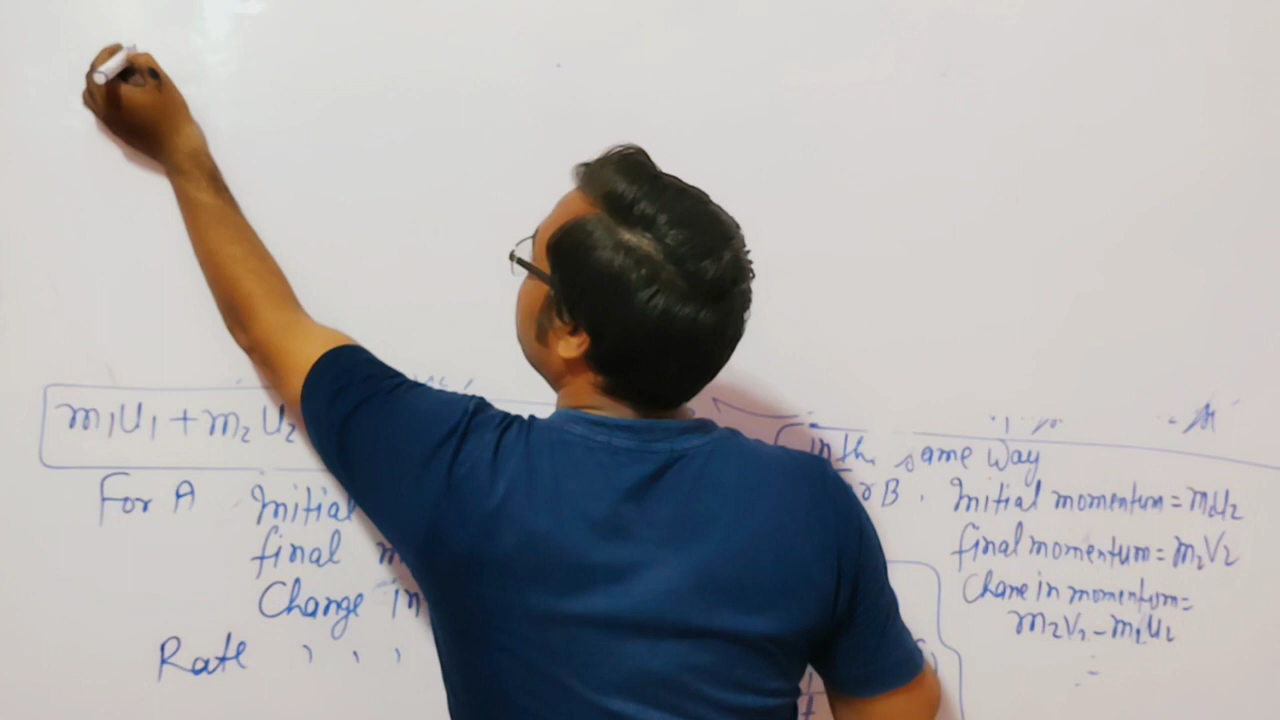 m₁u₁ + m₂u₂
For A Initial
final m
Change in
Rate , , ,
in the same way
r B. Initial momentum = m₂u₂
final momentum = m₂v₂
Chane in momentum =
m₂v₂ - m₂u₂
=